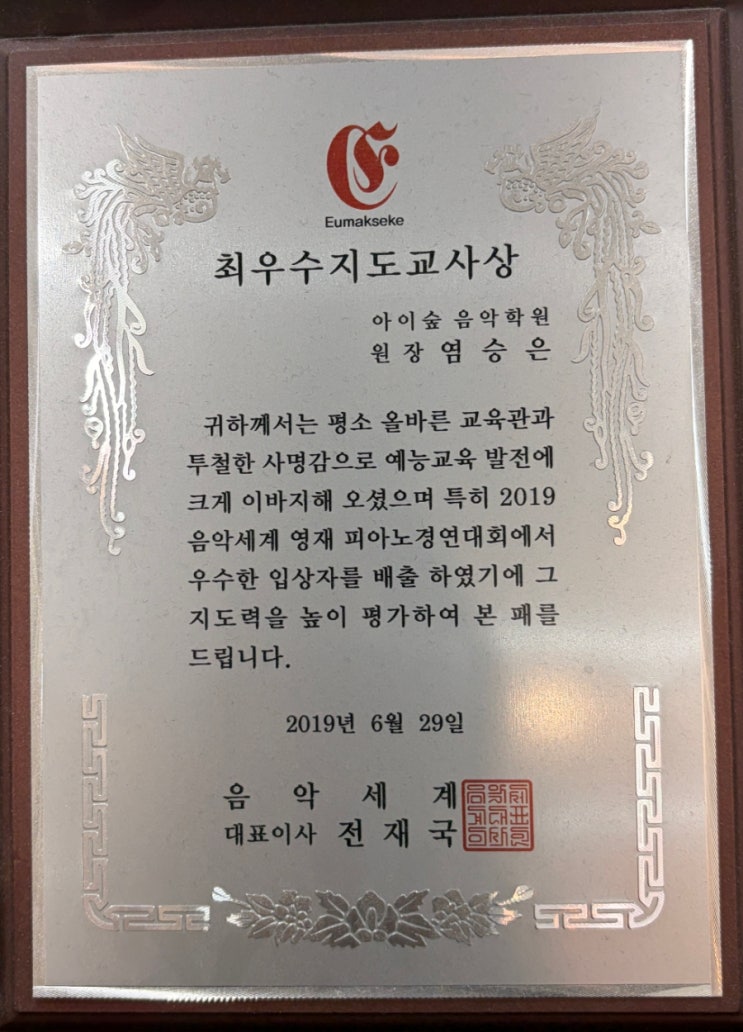 Eumakseke
최우수지도교사상
아이숲 음악학원
원장 염승은
귀하께서는 평소 올바른 교육관과
투철한 사명감으로 예능교육 발전에
크게 이바지해 오셨으며 특히 2019
음악세계 영재 피아노경연대회에서
우수한 입상자를 배출 하였기에 그
지도력을 높이 평가하여 본 패를
드립니다.
2019년 6월 29일
음악세계
대표이사 전재국